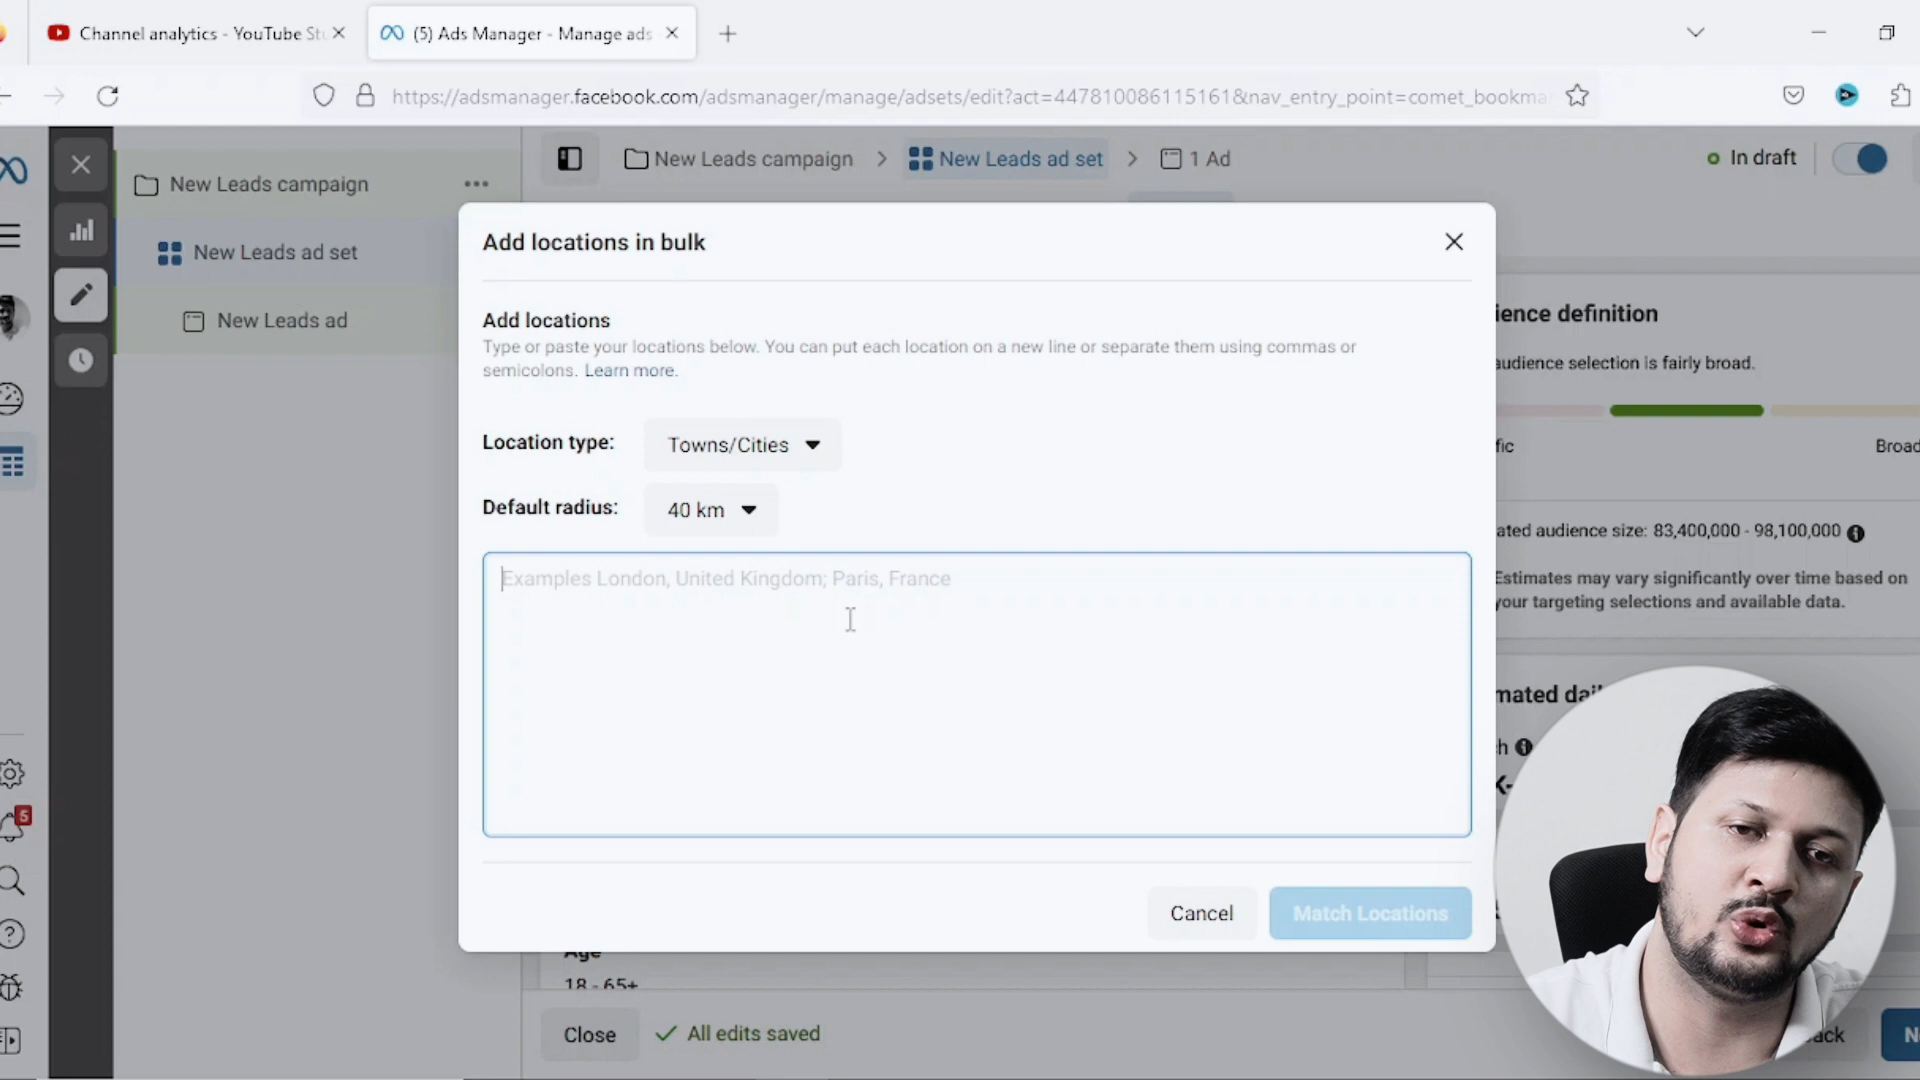 Channel analytics - YouTube Stu
(5) Ads Manager - Manage ads
https://adsmanager.facebook.com/adsmanager/manage/adsets/edit?act=447810086115161&nav_entry_point=comet_bookma
New Leads campaign
New Leads ad set
1 Ad
In draft
New Leads campaign
New Leads ad set
New Leads ad
Add locations in bulk
Add locations
Type or paste your locations below. You can put each location on a new line or separate them using commas or
semicolons. Learn more.
Location type:
Towns/Cities
Default radius:
40 km
Examples London, United Kingdom; Paris, France
Cancel
Match Locations
ience definition
audience selection is fairly broad.
fic
Broad
ated audience size: 83,400,000 - 98,100,000
Estimates may vary significantly over time based on
your targeting selections and available data.
mated dail
h
K-
5
Age
18 - 65+
Close
All edits saved
ack
Ne